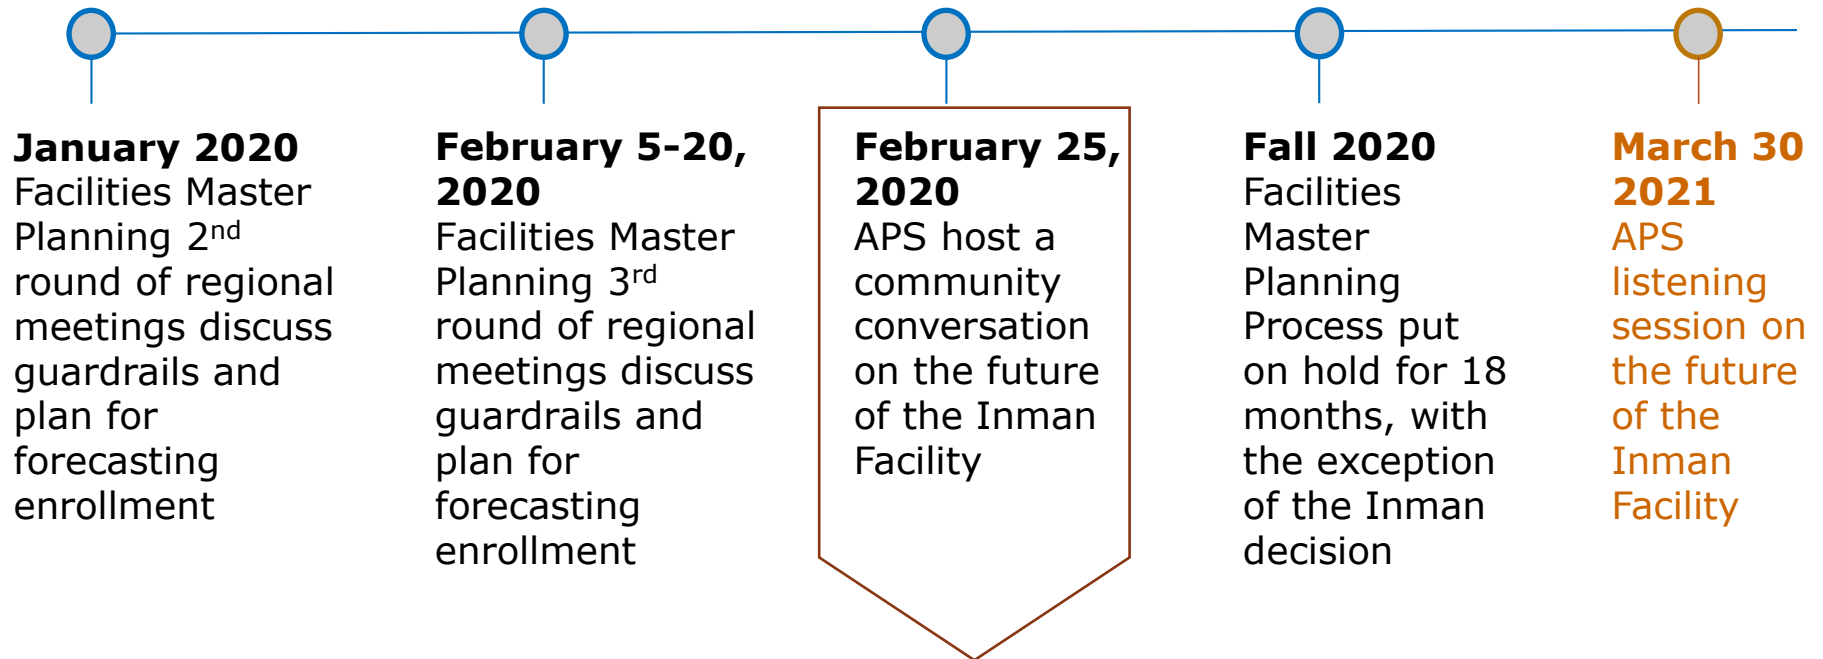 January 2020
Facilities Master
Planning 2nd
round of regional
meetings discuss
guardrails and
plan for
forecasting
enrollment
February 5-20,
2020
Facilities Master
Planning 3rd
round of regional
meetings discuss
guardrails and
plan for
forecasting
enrollment
February 25,
2020
APS host a
community
conversation
on the future
of the Inman
Facility
Fall 2020
Facilities
Master
Planning
Process put
on hold for 18
months, with
the exception
of the Inman
decision
March 30
2021
APS
listening
session on
the future
of the
Inman
Facility